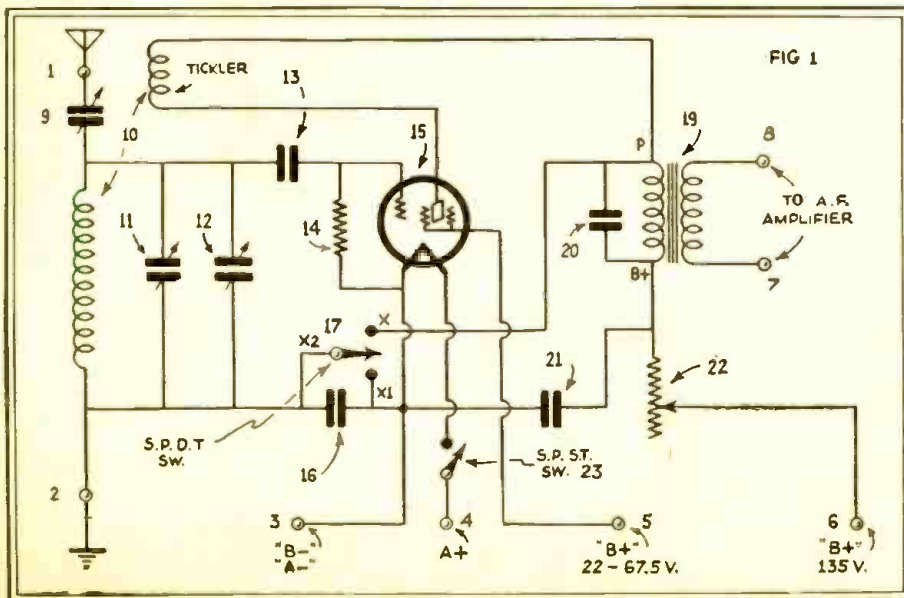 FIG 1
1
TICKLER
13
9
10
15
19
8
P
11
12
14
TO A.F.
AMPLIFIER
20
B+
7
17
X
X2
X1
21
22
S.P.D.T
SW.
16
S.P.S.T.
SW. 23
2
3
4
5
6
"B-"
"A-"
A+
"B+"
22-67.5 V.
"B+"
135 V.